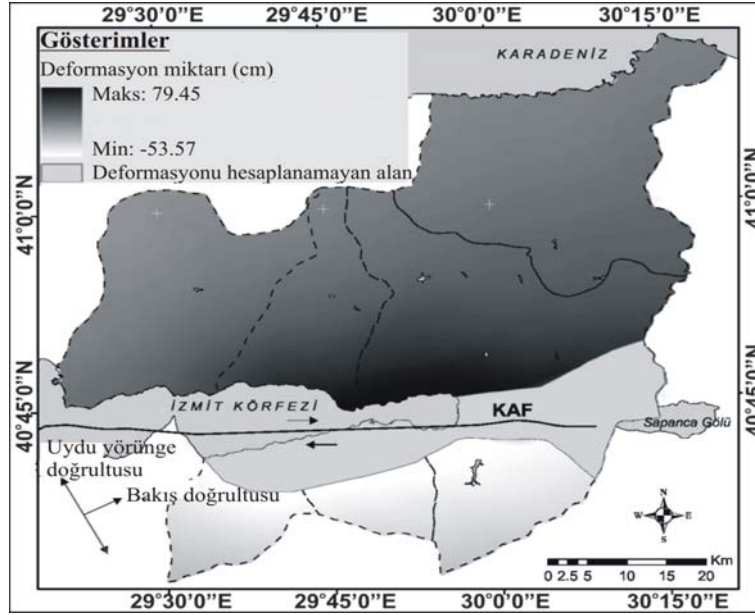 29°30'0"E 29°45'0"E 30°0'0"E 30°15'0"E
Gösterimler
KARADENİZ
Deformasyon miktarı (cm)
Maks: 79.45
Min: -53.57
Deformasyonu hesaplanamayan alan
41°0'0"N
41°0'0"N
40°45'0"N
40°45'0"N
İZMİT KÖRFEZİ
KAF
Sapanca Gölü
Uydu yörünge
doğrultusu
Bakış doğrultusu
N
W E
S
Km
0 2.5 5 10 15 20
29°30'0"E 29°45'0"E 30°0'0"E 30°15'0"E